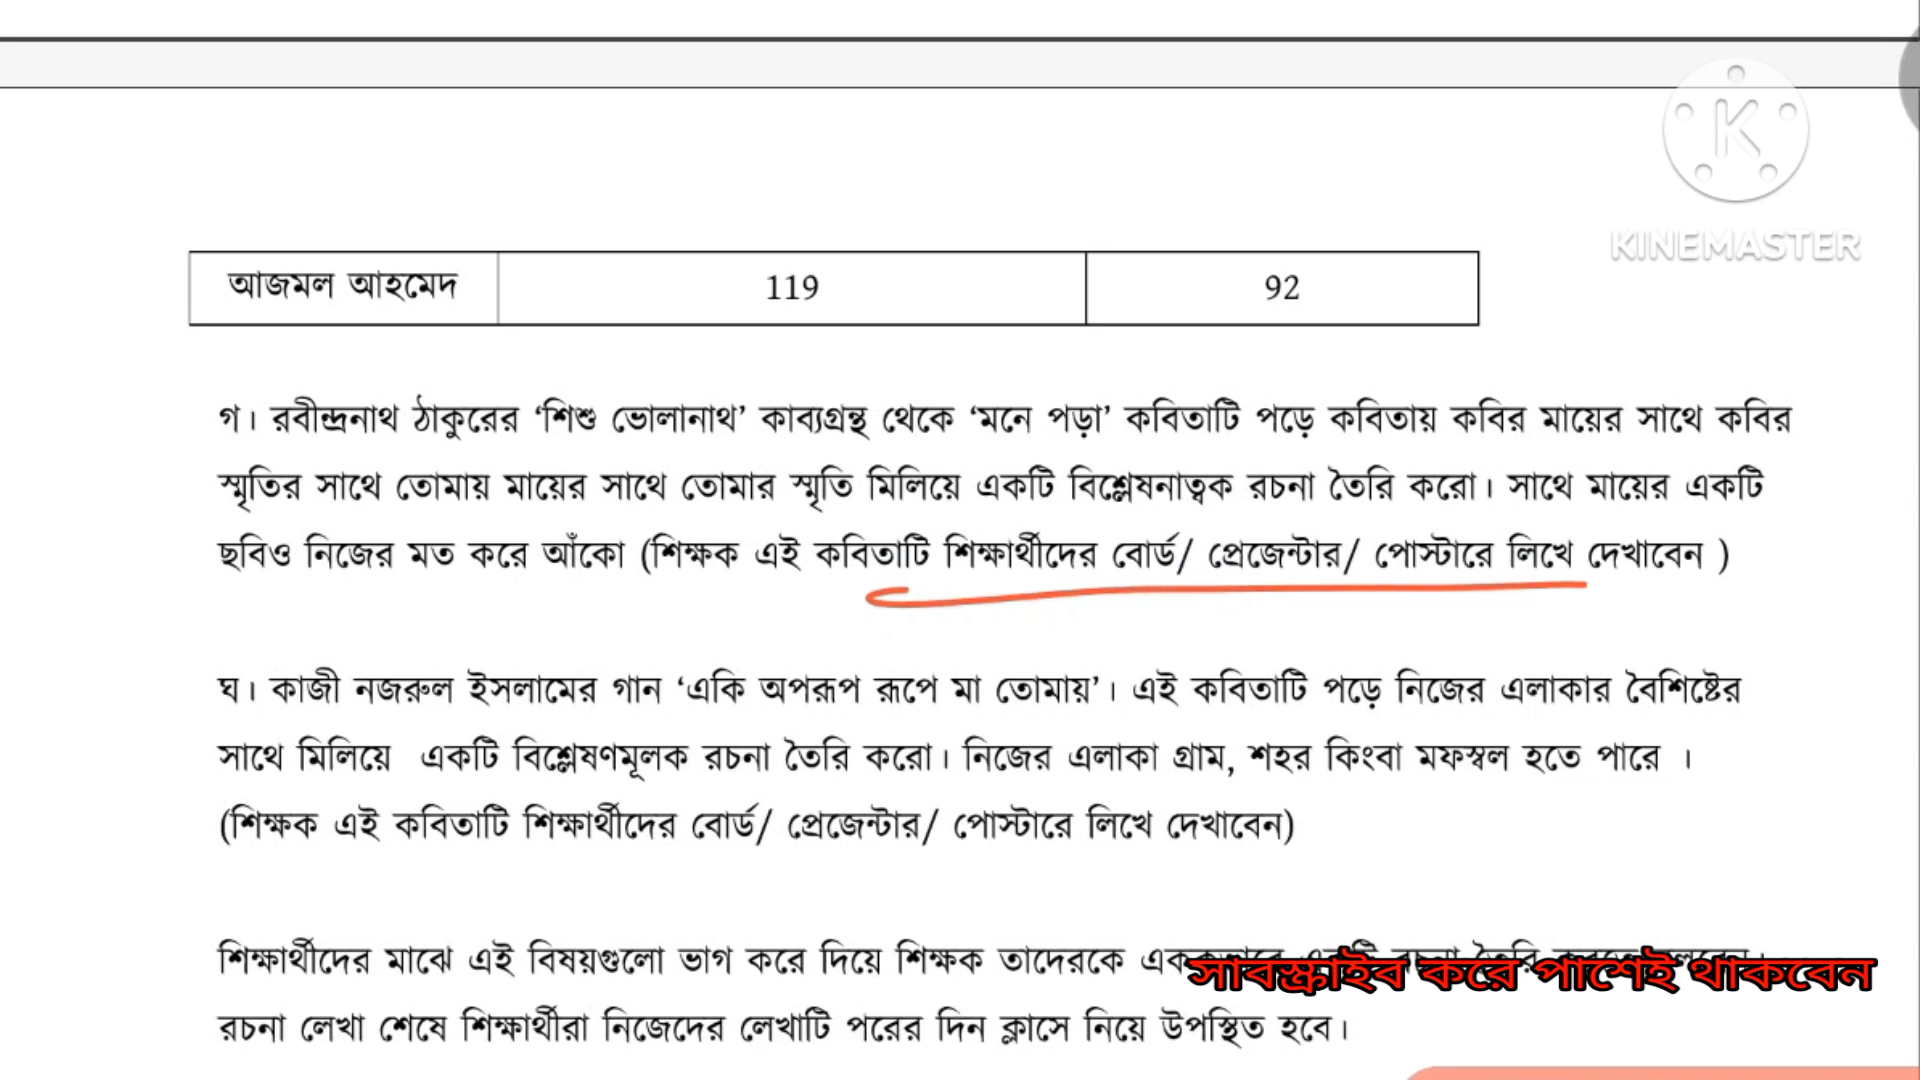 KINEMASTER
আজমল আহমেদ 119 92
গ। রবীন্দ্রনাথ ঠাকুরের ‘শিশু ভোলানাথ’ কাব্যগ্রন্থ থেকে ‘মনে পড়া’ কবিতাটি পড়ে কবিতায় কবির মায়ের সাথে কবির
স্মৃতির সাথে তোমায় মায়ের সাথে তোমার স্মৃতি মিলিয়ে একটি বিশ্লেষনাত্বক রচনা তৈরি করো। সাথে মায়ের একটি
ছবিও নিজের মত করে আঁকো (শিক্ষক এই কবিতাটি শিক্ষার্থীদের বোর্ড/ প্রেজেন্টার/ পোস্টারে লিখে দেখাবেন )
ঘ। কাজী নজরুল ইসলামের গান ‘একি অপরূপ রূপে মা তোমায়’। এই কবিতাটি পড়ে নিজের এলাকার বৈশিষ্টের
সাথে মিলিয়ে একটি বিশ্লেষণমূলক রচনা তৈরি করো। নিজের এলাকা গ্রাম, শহর কিংবা মফস্বল হতে পারে ।
(শিক্ষক এই কবিতাটি শিক্ষার্থীদের বোর্ড/ প্রেজেন্টার/ পোস্টারে লিখে দেখাবেন)
শিক্ষার্থীদের মাঝে এই বিষয়গুলো ভাগ করে দিয়ে শিক্ষক তাদেরকে
সাবস্ক্রাইব করে পাশেই থাকবেন
রচনা লেখা শেষে শিক্ষার্থীরা নিজেদের লেখাটি পরের দিন ক্লাসে নিয়ে উপস্থিত হবে।